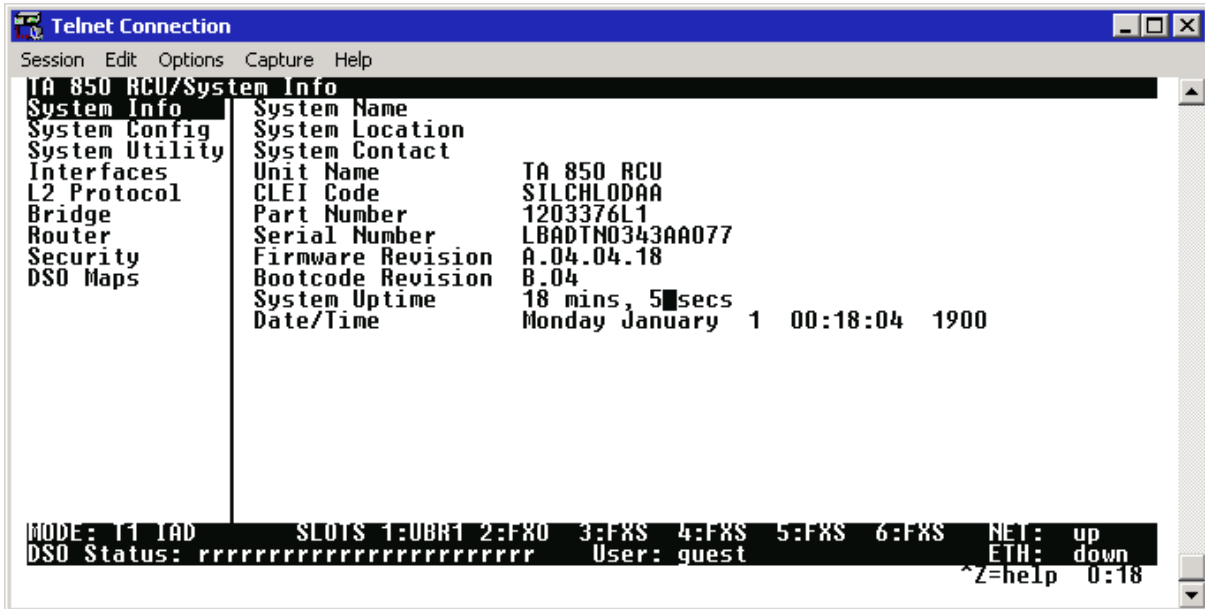 Telnet Connection
Session Edit Options Capture Help
TA 850 RCU/System Info
System Info System Name
System Config System Location
System Utility System Contact
Interfaces Unit Name TA 850 RCU
L2 Protocol CLEI Code SILCHLODAA
Bridge Part Number 1203376L1
Router Serial Number LBADTN0343AA077
Security Firmware Revision A.04.04.18
DS0 Maps Bootcode Revision B.04
System Uptime 18 mins, 5 secs
Date/Time Monday January 1 00:18:04 1900
MODE: T1 IAD SLOTS 1:UBR1 2:FXO 3:FXS 4:FXS 5:FXS 6:FXS NET: up
DS0 Status: rrrrrrrrrrrrrrrrrrrrrrrr User: guest ETH: down
^Z=help 0:18